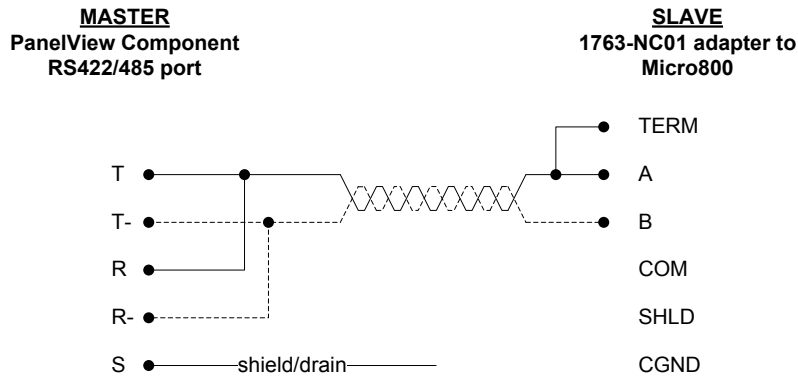 MASTER
PanelView Component
RS422/485 port
SLAVE
1763-NC01 adapter to
Micro800
TERM
T
A
T-
B
R
COM
R-
SHLD
S
shield/drain
CGND